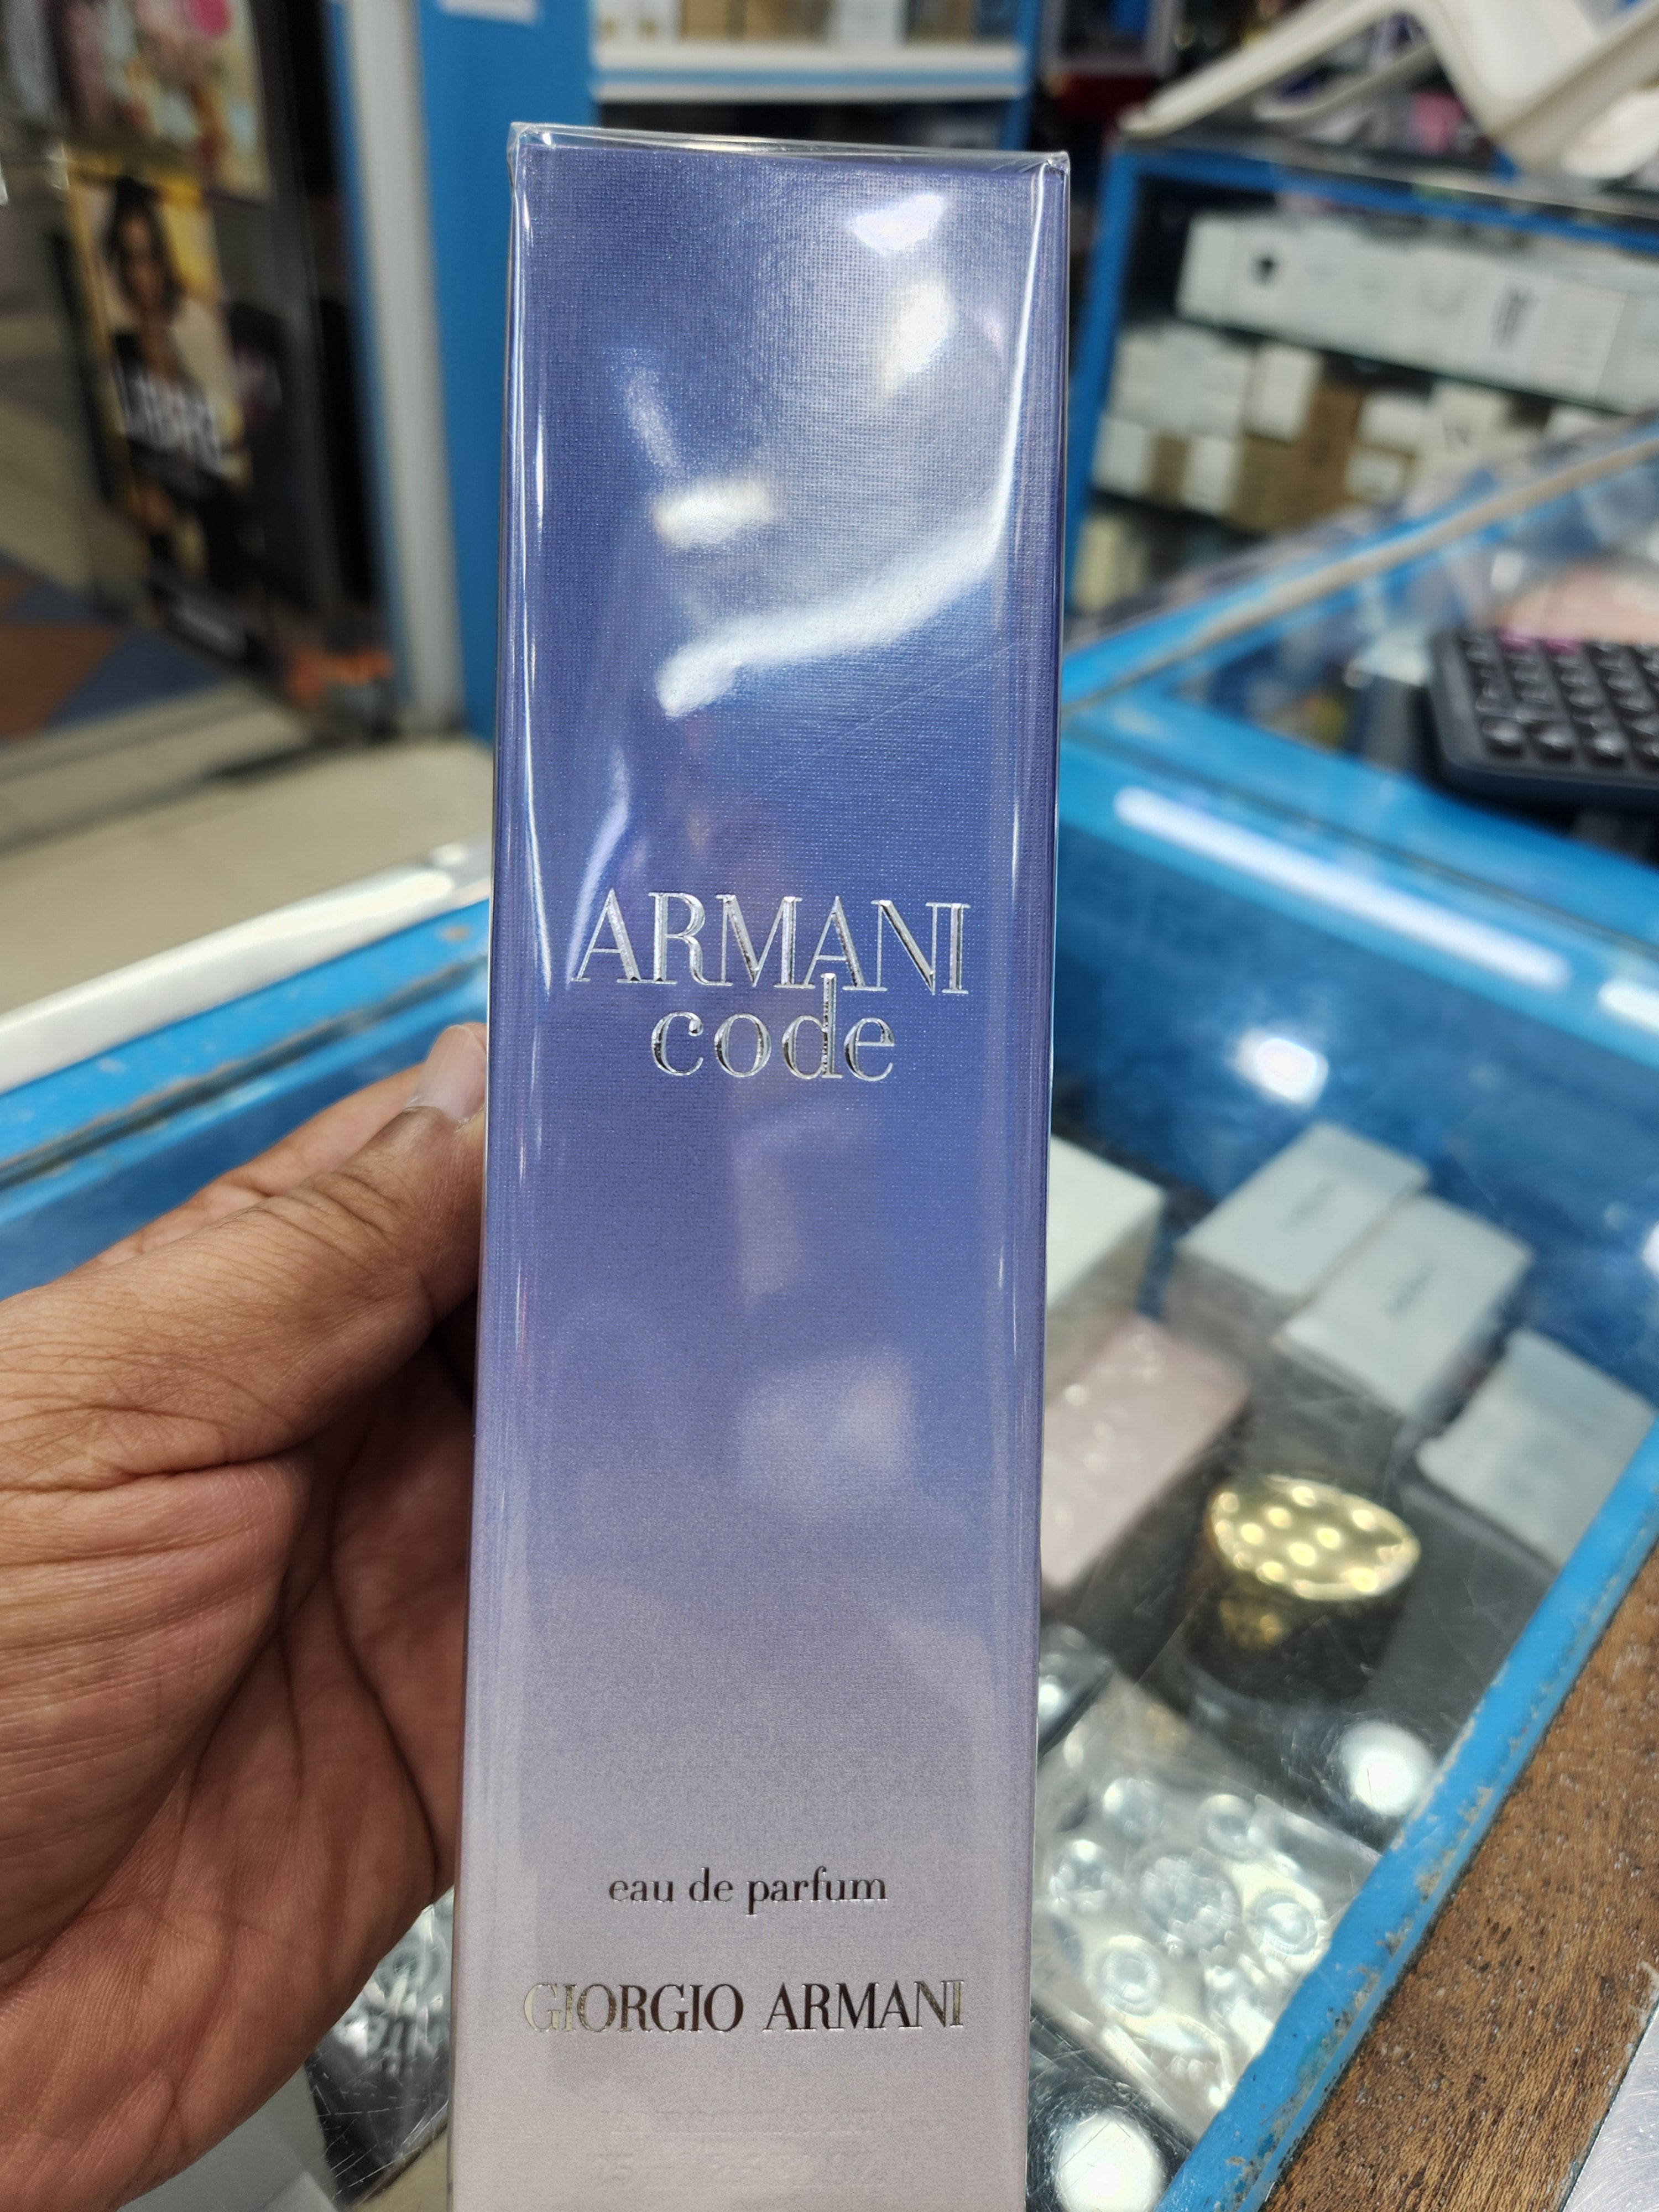 ARMANI
code
eau de parfum
GIORGIO ARMANI